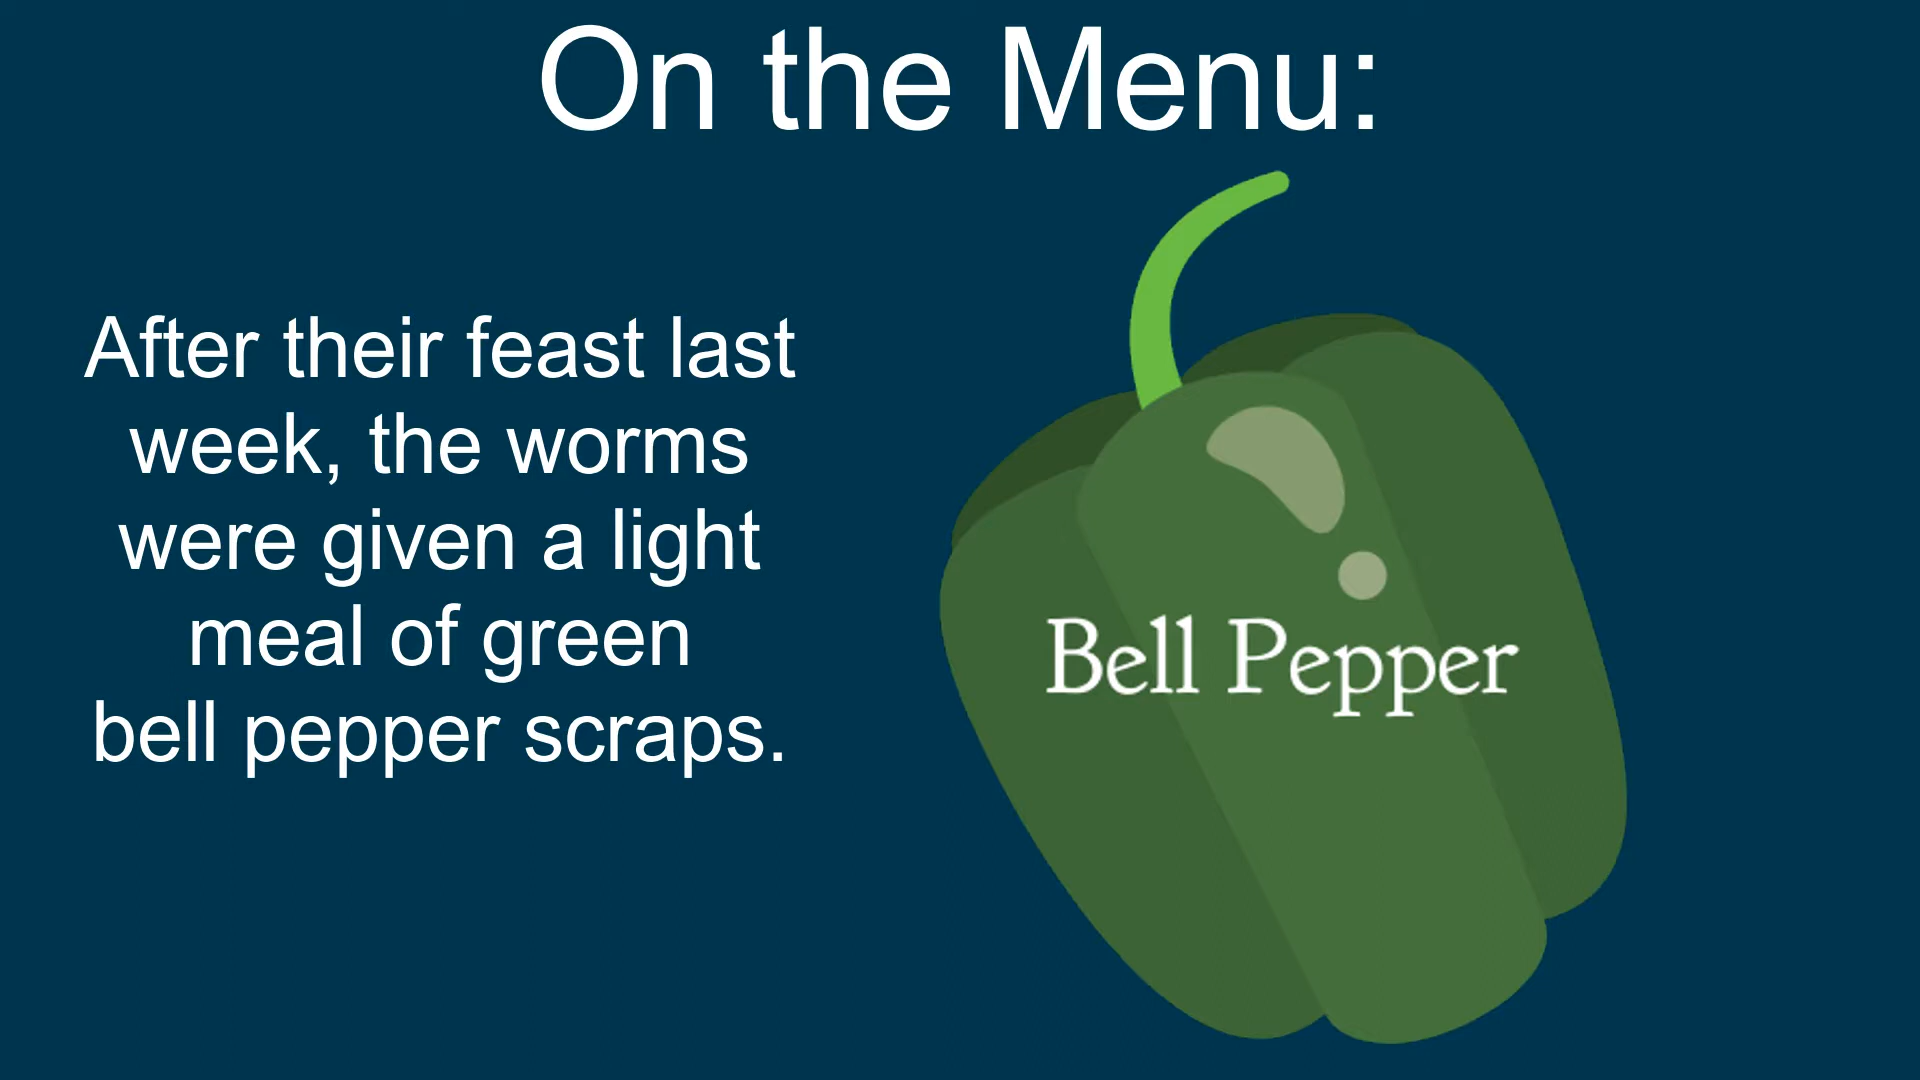 On the Menu:
After their feast last
week, the worms
were given a light
meal of green
bell pepper scraps.
Bell Pepper